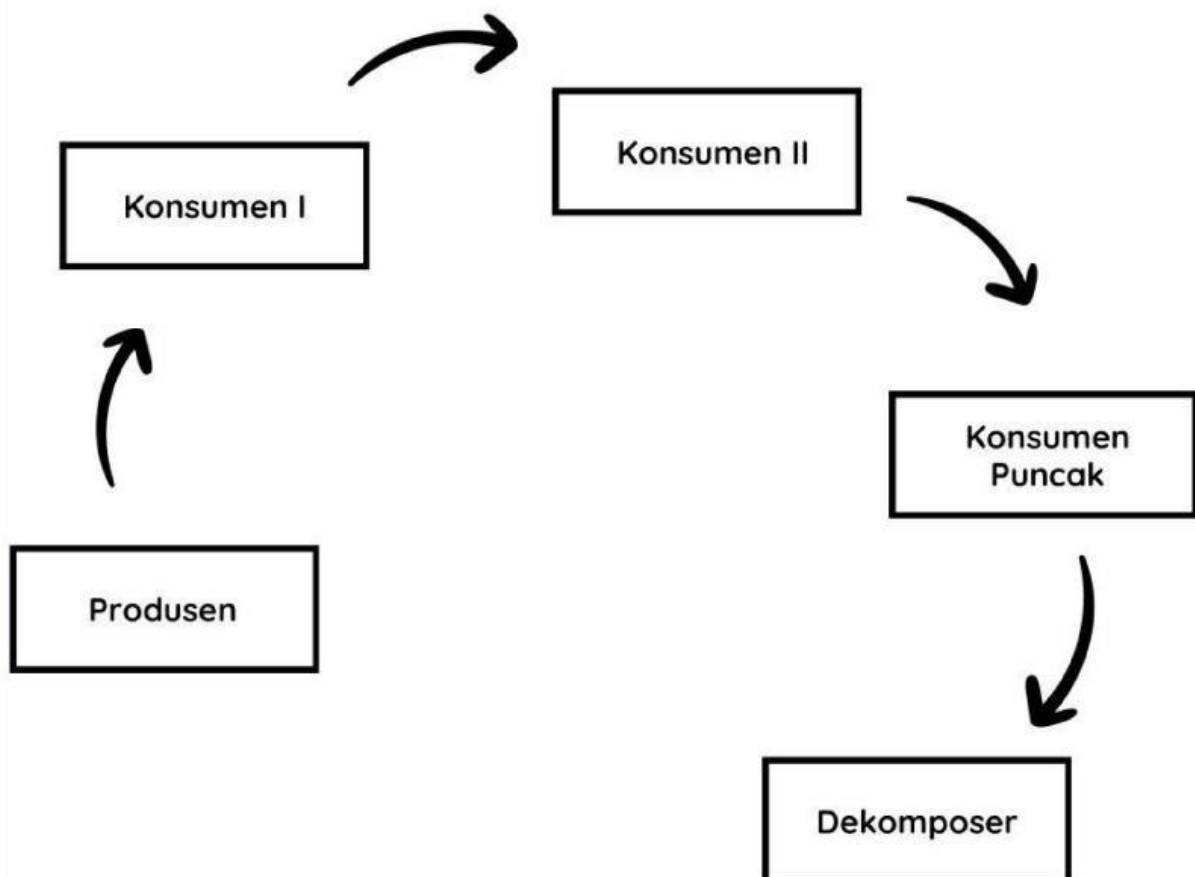 Konsumen I
Konsumen II
Konsumen
Puncak
Produsen
Dekomposer